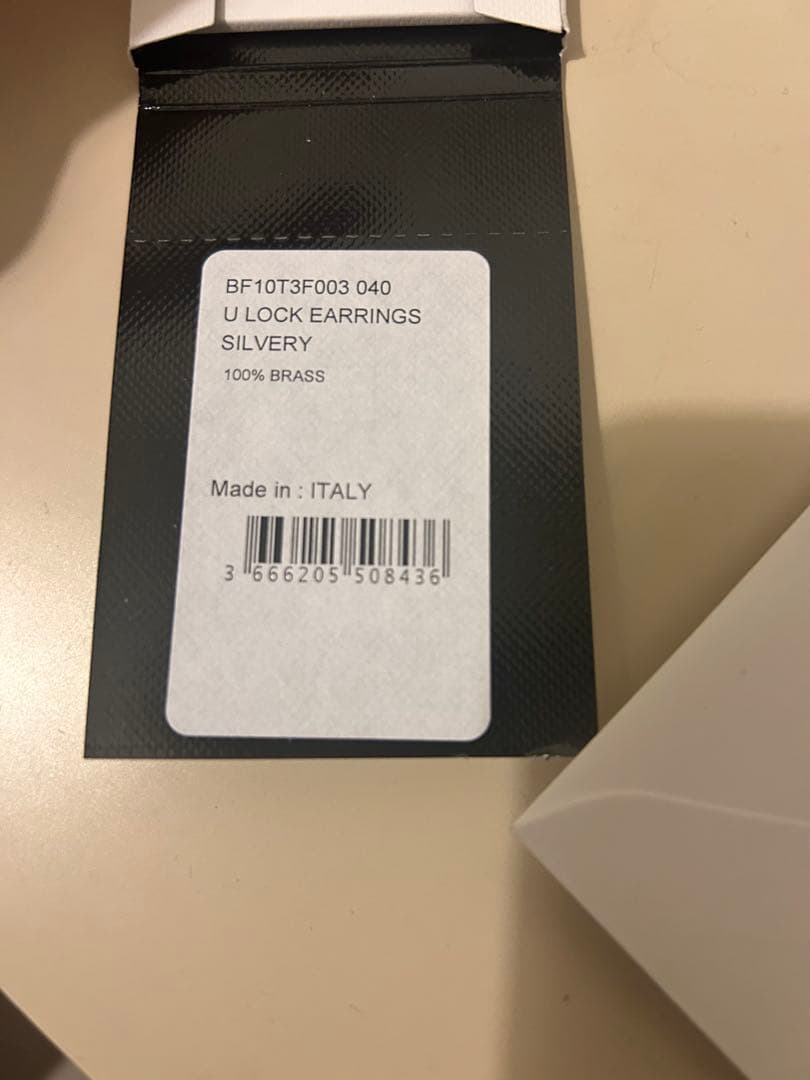 BF10T3F003 040
U LOCK EARRINGS
SILVERY
100% BRASS
Made in : ITALY
3 666205 508436